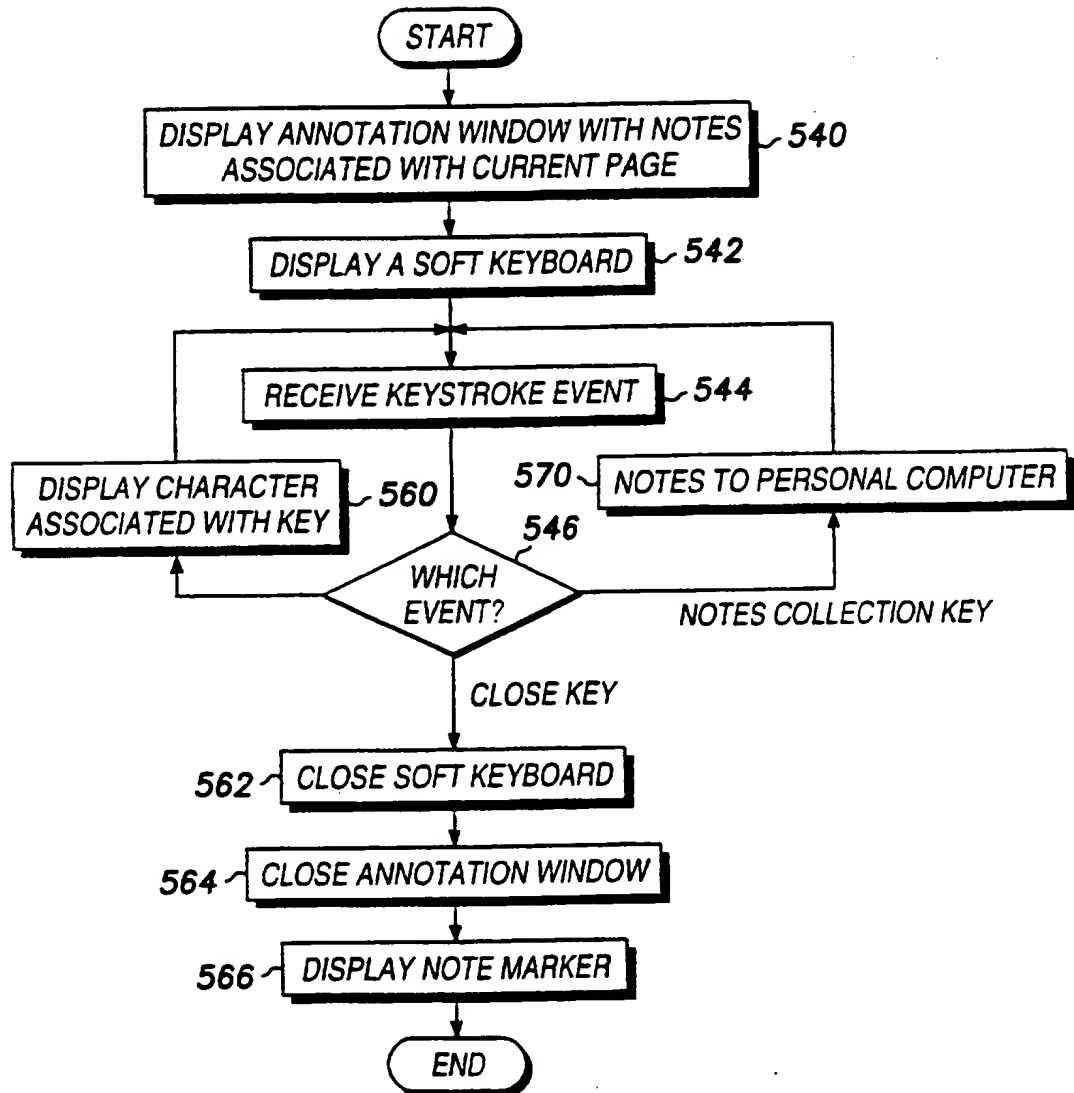 START
DISPLAY ANNOTATION WINDOW WITH NOTES
ASSOCIATED WITH CURRENT PAGE
540
DISPLAY A SOFT KEYBOARD
542
RECEIVE KEYSTROKE EVENT
544
DISPLAY CHARACTER
ASSOCIATED WITH KEY
560
570
NOTES TO PERSONAL COMPUTER
546
WHICH
EVENT?
NOTES COLLECTION KEY
CLOSE KEY
562
CLOSE SOFT KEYBOARD
564
CLOSE ANNOTATION WINDOW
566
DISPLAY NOTE MARKER
END